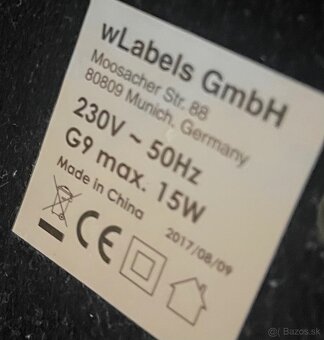 wLabels GmbH
Moosacher Str. 88
80809 Munich, Germany
230V ~ 50Hz
G9 max. 15W
Made in China
2017/08/09
CE
Bazos.sk